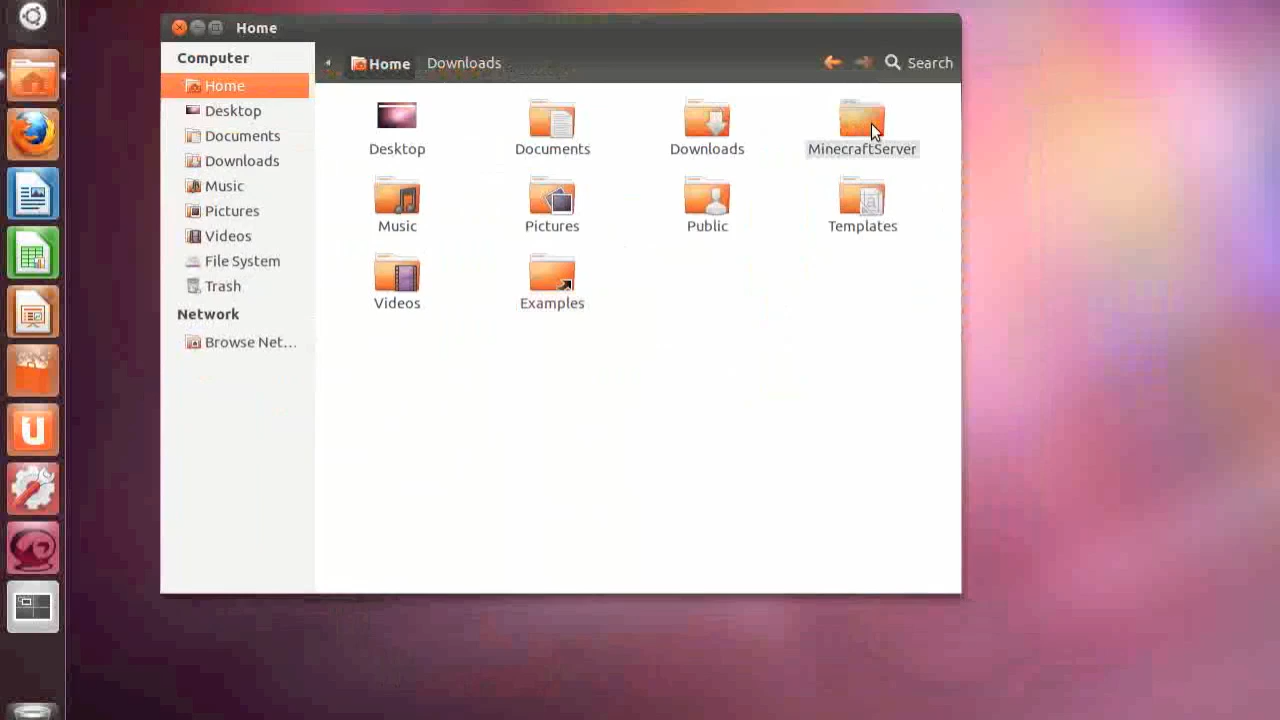 Home
Computer
Home
Desktop
Documents
Downloads
Music
Pictures
Videos
File System
Trash
Network
Browse Net...
Home Downloads Search
Desktop Documents Downloads MinecraftServer
Music Pictures Public Templates
Videos Examples